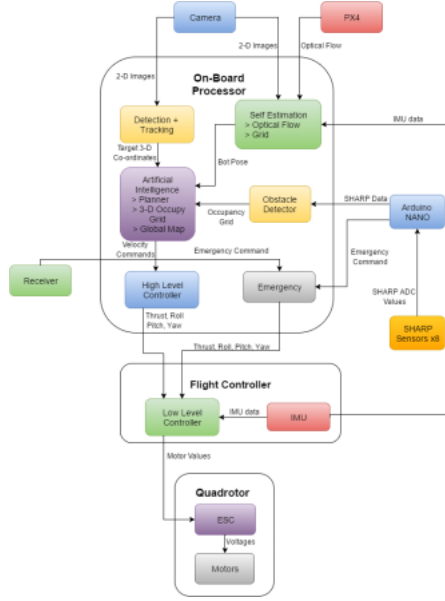 Camera
PX4
2-D Images
Optical Flow
2-D Images
On-Board
Processor
Detection +
Tracking
Self Estimation
> Optical Flow
> Grid
IMU data
Target 3-D
Co-ordinates
Bot Pose
Artificial
Intelligence
> Planner
> 3-D Occupy
Grid
> Global Map
Obstacle
Detector
SHARP Data
Arduino
NANO
Occupancy
Grid
Velocity
Commands
Emergency Command
Emergency
Command
Receiver
High Level
Controller
Emergency
SHARP ADC
Values
SHARP
Sensors x8
Thrust, Roll
Pitch, Yaw
Thrust, Roll, Pitch, Yaw
Flight Controller
Low Level
Controller
IMU data
IMU
Motor Values
Quadrotor
ESC
Voltages
Motors